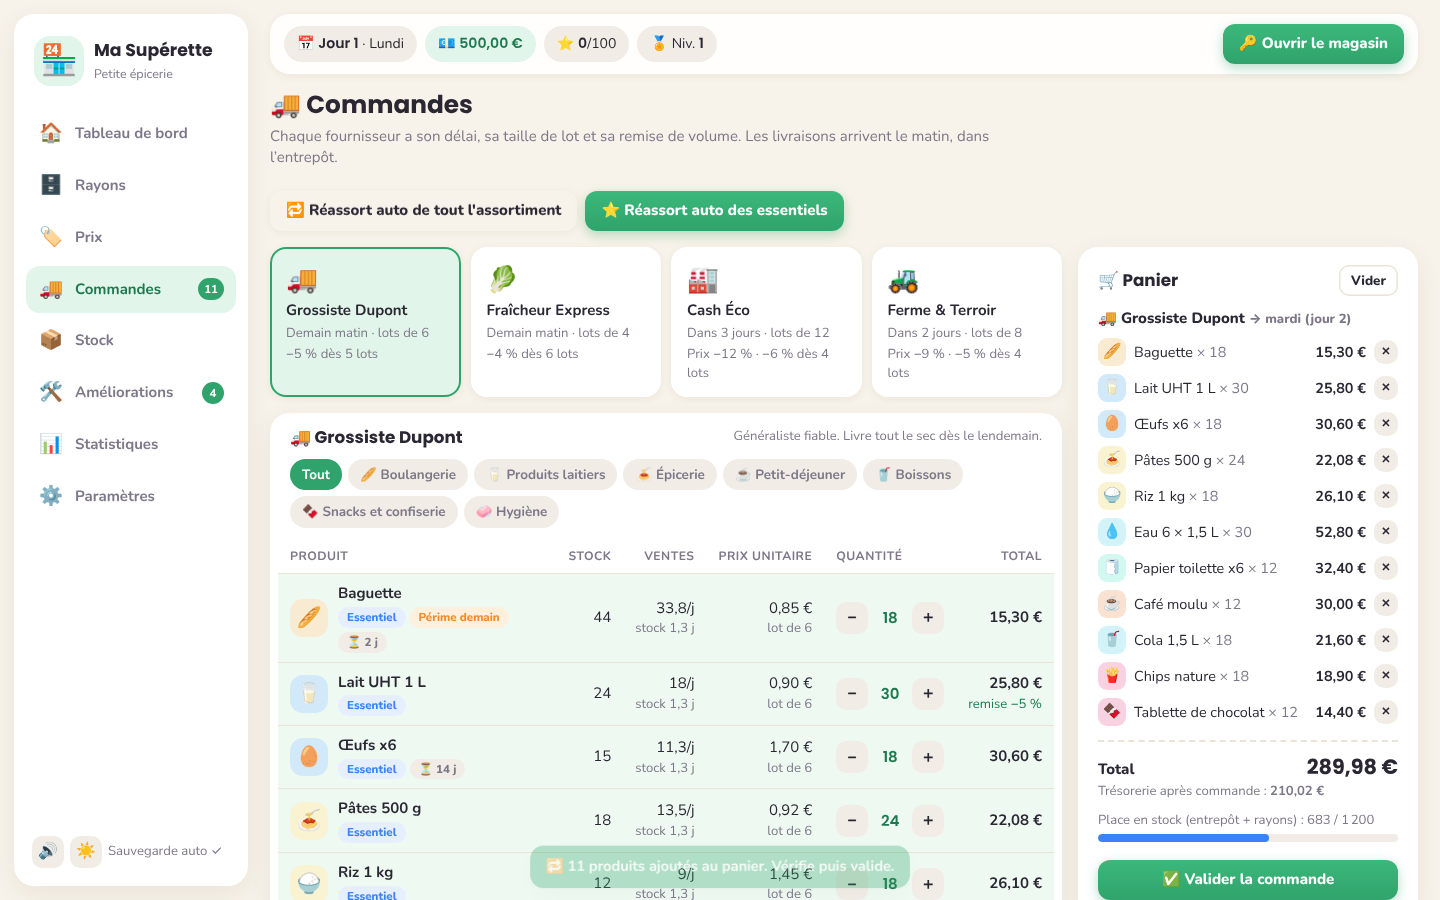 Ma Supérette
Petite épicerie
Tableau de bord
Rayons
Prix
Commandes 11
Stock
Améliorations 4
Statistiques
Paramètres
Sauvegarde auto ✓
Jour 1 · Lundi
500,00 €
0/100
Niv. 1
Ouvrir le magasin
Commandes
Chaque fournisseur a son délai, sa taille de lot et sa remise de volume. Les livraisons arrivent le matin, dans
l'entrepôt.
Réassort auto de tout l'assortiment
Réassort auto des essentiels
Grossiste Dupont
Demain matin · lots de 6
−5 % dès 5 lots
Fraîcheur Express
Demain matin · lots de 4
−4 % dès 6 lots
Cash Éco
Dans 3 jours · lots de 12
Prix −12 % · −6 % dès 4
lots
Ferme & Terroir
Dans 2 jours · lots de 8
Prix −9 % · −5 % dès 4
lots
Grossiste Dupont
Généraliste fiable. Livre tout le sec dès le lendemain.
Tout Boulangerie Produits laitiers Épicerie Petit-déjeuner Boissons
Snacks et confiserie Hygiène
PRODUIT STOCK VENTES PRIX UNITAIRE QUANTITÉ TOTAL
Baguette
Essentiel Périme demain
2 j
44
33,8/j
stock 1,3 j
0,85 €
lot de 6
− 18 +
15,30 €
Lait UHT 1 L
Essentiel
24
18/j
stock 1,3 j
0,90 €
lot de 6
− 30 +
25,80 €
remise −5 %
Œufs x6
Essentiel 14 j
15
11,3/j
stock 1,3 j
1,70 €
lot de 6
− 18 +
30,60 €
Pâtes 500 g
Essentiel
18
13,5/j
stock 1,3 j
0,92 €
lot de 6
− 24 +
22,08 €
Riz 1 kg
Essentiel
12
9/j
stock 1,3 j
1,45 €
lot de 6
− 18 +
26,10 €
11 produits ajoutés au panier. Vérifie puis valide.
Panier
Vider
Grossiste Dupont → mardi (jour 2)
Baguette × 18 15,30 € ×
Lait UHT 1 L × 30 25,80 € ×
Œufs x6 × 18 30,60 € ×
Pâtes 500 g × 24 22,08 € ×
Riz 1 kg × 18 26,10 € ×
Eau 6 × 1,5 L × 30 52,80 € ×
Papier toilette x6 × 12 32,40 € ×
Café moulu × 12 30,00 € ×
Cola 1,5 L × 18 21,60 € ×
Chips nature × 18 18,90 € ×
Tablette de chocolat × 12 14,40 € ×
Total 289,98 €
Trésorerie après commande : 210,02 €
Place en stock (entrepôt + rayons) : 683 / 1 200
Valider la commande